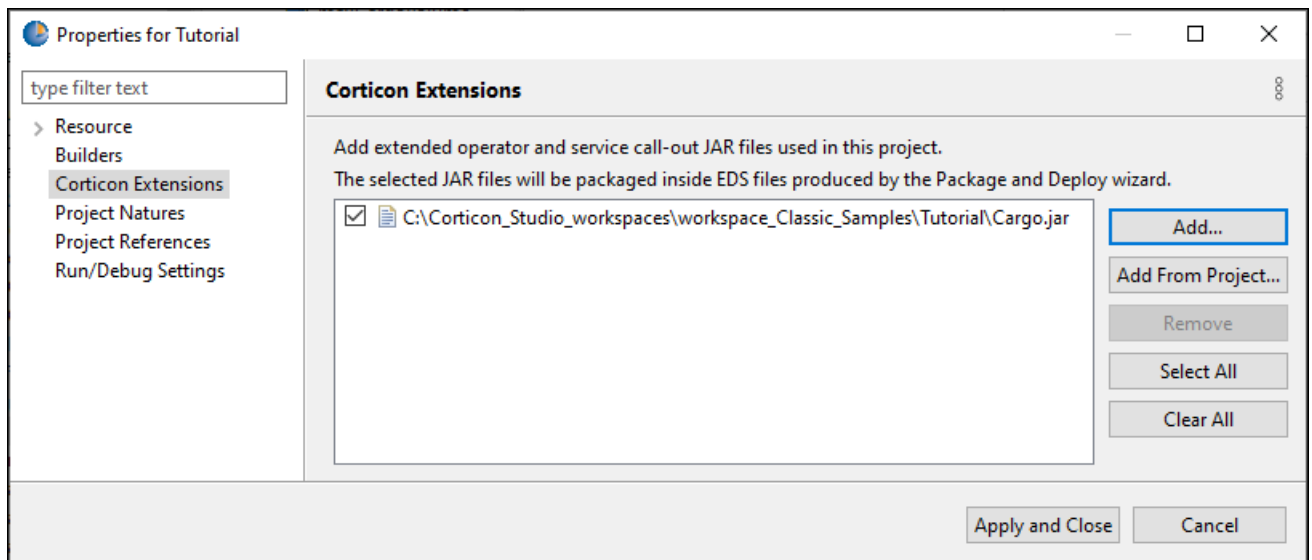 Properties for Tutorial
type filter text
Resource
Builders
Corticon Extensions
Project Natures
Project References
Run/Debug Settings
Corticon Extensions
Add extended operator and service call-out JAR files used in this project.
The selected JAR files will be packaged inside EDS files produced by the Package and Deploy wizard.
C:\Corticon_Studio_workspaces\workspace_Classic_Samples\Tutorial\Cargo.jar
Add...
Add From Project...
Remove
Select All
Clear All
Apply and Close
Cancel